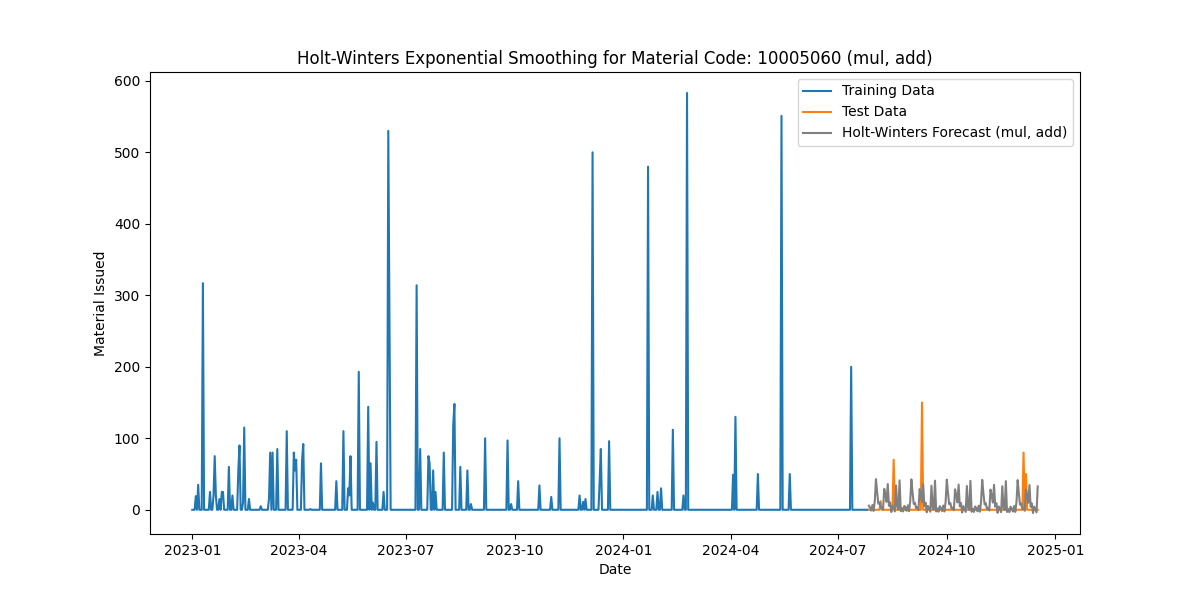 Holt-Winters Exponential Smoothing for Material Code: 10005060 (mul, add)
Training Data
Test Data
Holt-Winters Forecast (mul, add)
Material Issued
600
500
400
300
200
100
0
2023-01
2023-04
2023-07
2023-10
2024-01
2024-04
2024-07
2024-10
2025-01
Date